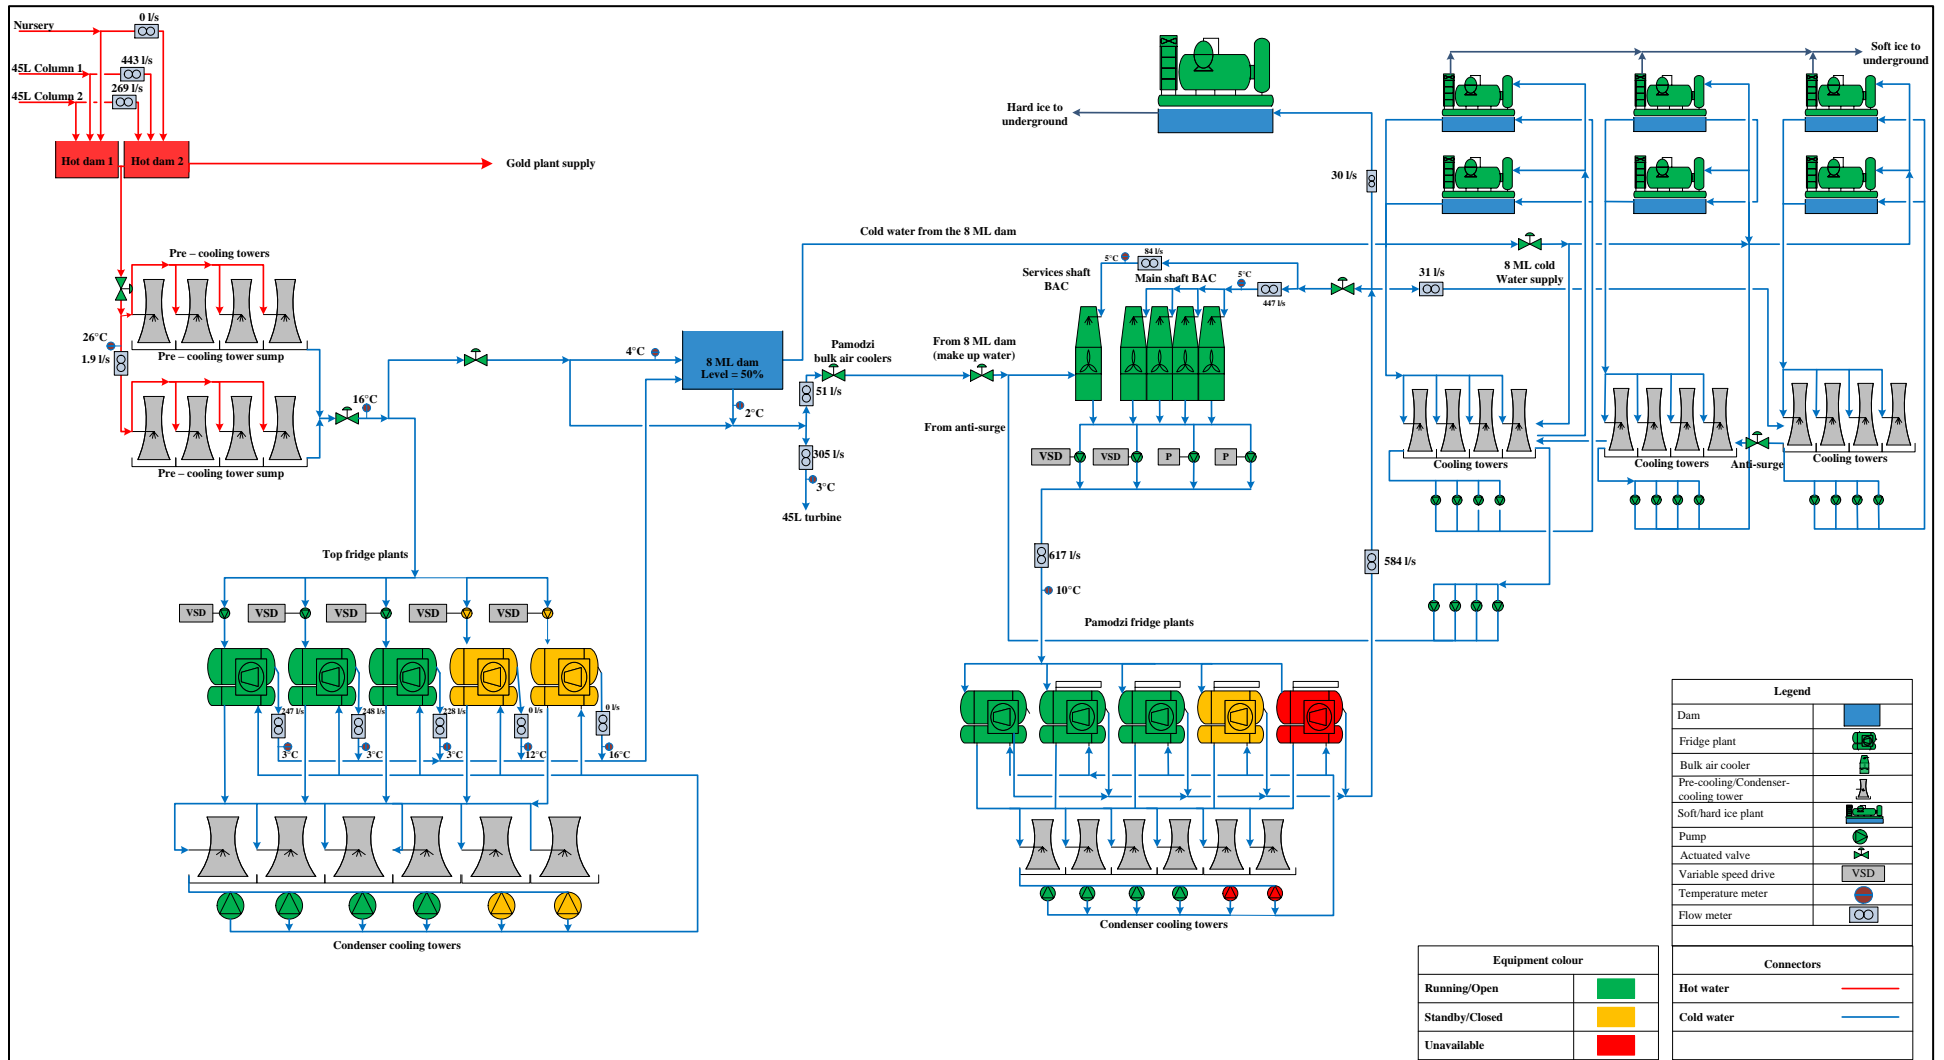 Nursery
0 l/s
45L Column 1
443 l/s
45L Column 2
269 l/s
Hot dam 1
Hot dam 2
Gold plant supply
Hard ice to
underground
Soft ice to
underground
30 l/s
Cold water from the 8 ML dam
8 ML cold
Water supply
31 l/s
Pre – cooling towers
Pre – cooling tower sump
26°C
1.9 l/s
Pre – cooling tower sump
16°C
4°C
8 ML dam
Level = 50%
2°C
51 l/s
305 l/s
3°C
45L turbine
Pamodzi
bulk air coolers
From 8 ML dam
(make up water)
From anti-surge
Services shaft
BAC
5°C
84 l/s
Main shaft BAC
5°C
447 l/s
VSD
VSD
P
P
617 l/s
10°C
584 l/s
Cooling towers
Cooling towers
Anti-surge
Cooling towers
Top fridge plants
VSD
VSD
VSD
VSD
VSD
247 l/s
248 l/s
228 l/s
0 l/s
0 l/s
3°C
3°C
3°C
12°C
16°C
Condenser cooling towers
Pamodzi fridge plants
Condenser cooling towers
Legend
Dam
Fridge plant
Bulk air cooler
Pre-cooling/Condenser-
cooling tower
Soft/hard ice plant
Pump
Actuated valve
Variable speed drive
VSD
Temperature meter
Flow meter
Equipment colour
Running/Open
Standby/Closed
Unavailable
Connectors
Hot water
Cold water